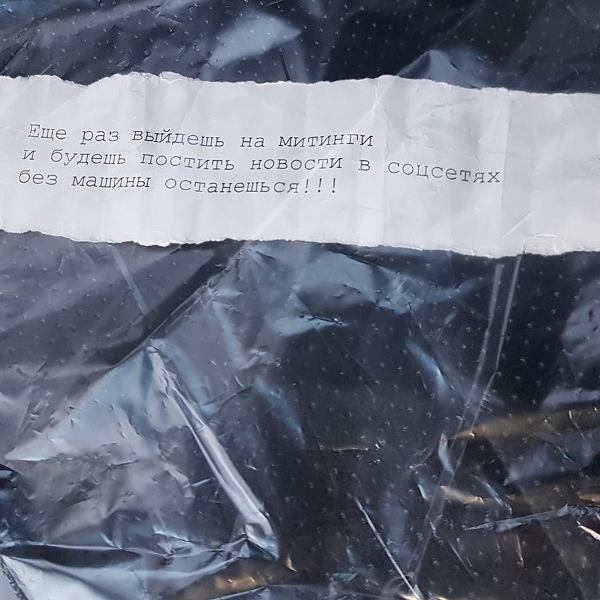 Еще раз выйдешь на митинги
и будешь постить новости в соцсетях
без машины останешься!!!